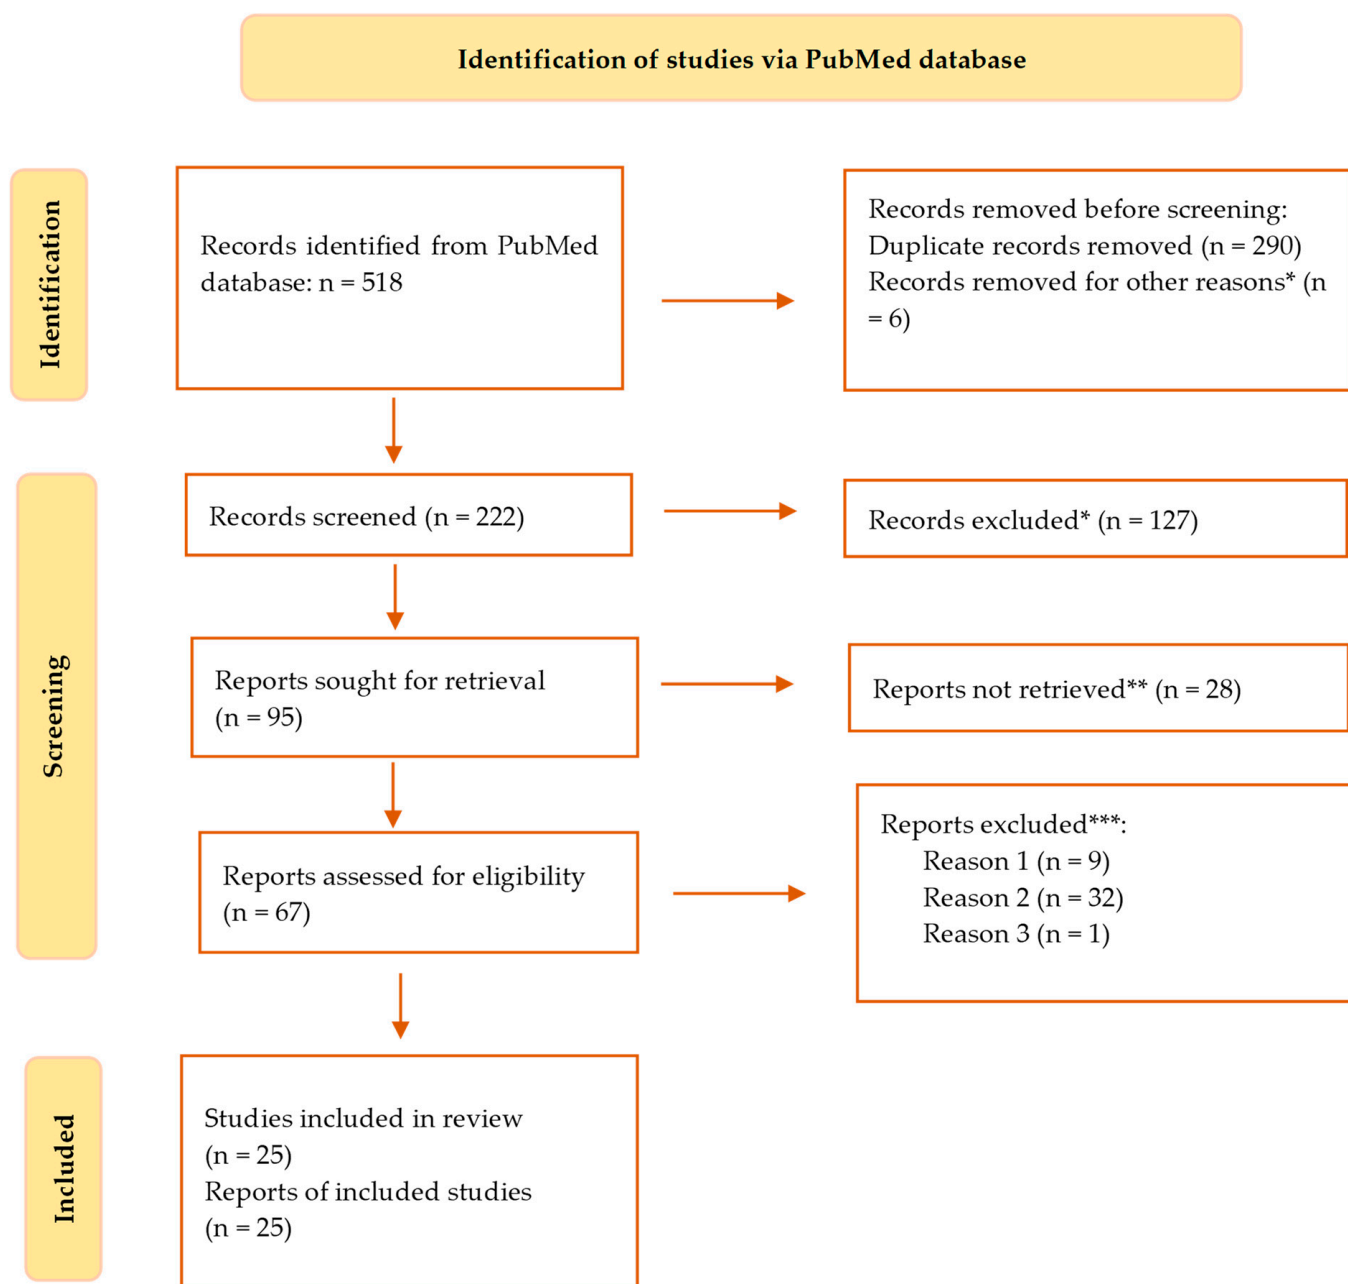 Identification of studies via PubMed database
Identification
Records identified from PubMed
database: n = 518
Records removed before screening:
Duplicate records removed (n = 290)
Records removed for other reasons* (n
= 6)
Screening
Records screened (n = 222)
Records excluded* (n = 127)
Reports sought for retrieval
(n = 95)
Reports not retrieved** (n = 28)
Reports assessed for eligibility
(n = 67)
Reports excluded***:
Reason 1 (n = 9)
Reason 2 (n = 32)
Reason 3 (n = 1)
Included
Studies included in review
(n = 25)
Reports of included studies
(n = 25)